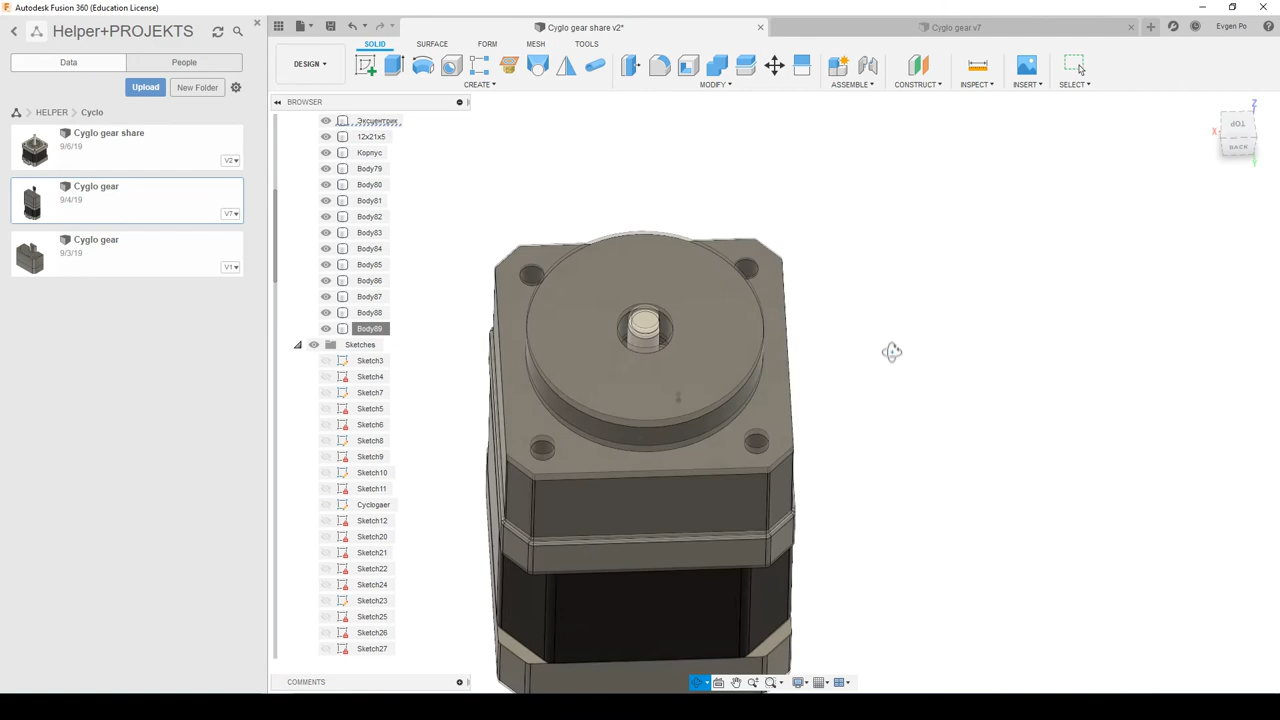 Autodesk Fusion 360 (Education License)
Helper+PROJEKTS
Cyglo gear share v2*
Cyglo gear v7
Evgen Po
Data
People
SOLID
SURFACE
FORM
MESH
TOOLS
DESIGN
Upload
New Folder
CREATE
MODIFY
ASSEMBLE
CONSTRUCT
INSPECT
INSERT
SELECT
HELPER
Cyclo
BROWSER
Cyglo gear share
9/6/19
V2
Cyglo gear
9/4/19
V7
Cyglo gear
9/3/19
V1
Эксцентрик
12x21x5
Корпус
Body79
Body80
Body81
Body82
Body83
Body84
Body85
Body86
Body87
Body88
Body89
Sketches
Sketch3
Sketch4
Sketch7
Sketch5
Sketch6
Sketch8
Sketch9
Sketch10
Sketch11
Cyclogaer
Sketch12
Sketch20
Sketch21
Sketch22
Sketch24
Sketch23
Sketch25
Sketch26
Sketch27
COMMENTS
Z
X
TOP
BACK
Y